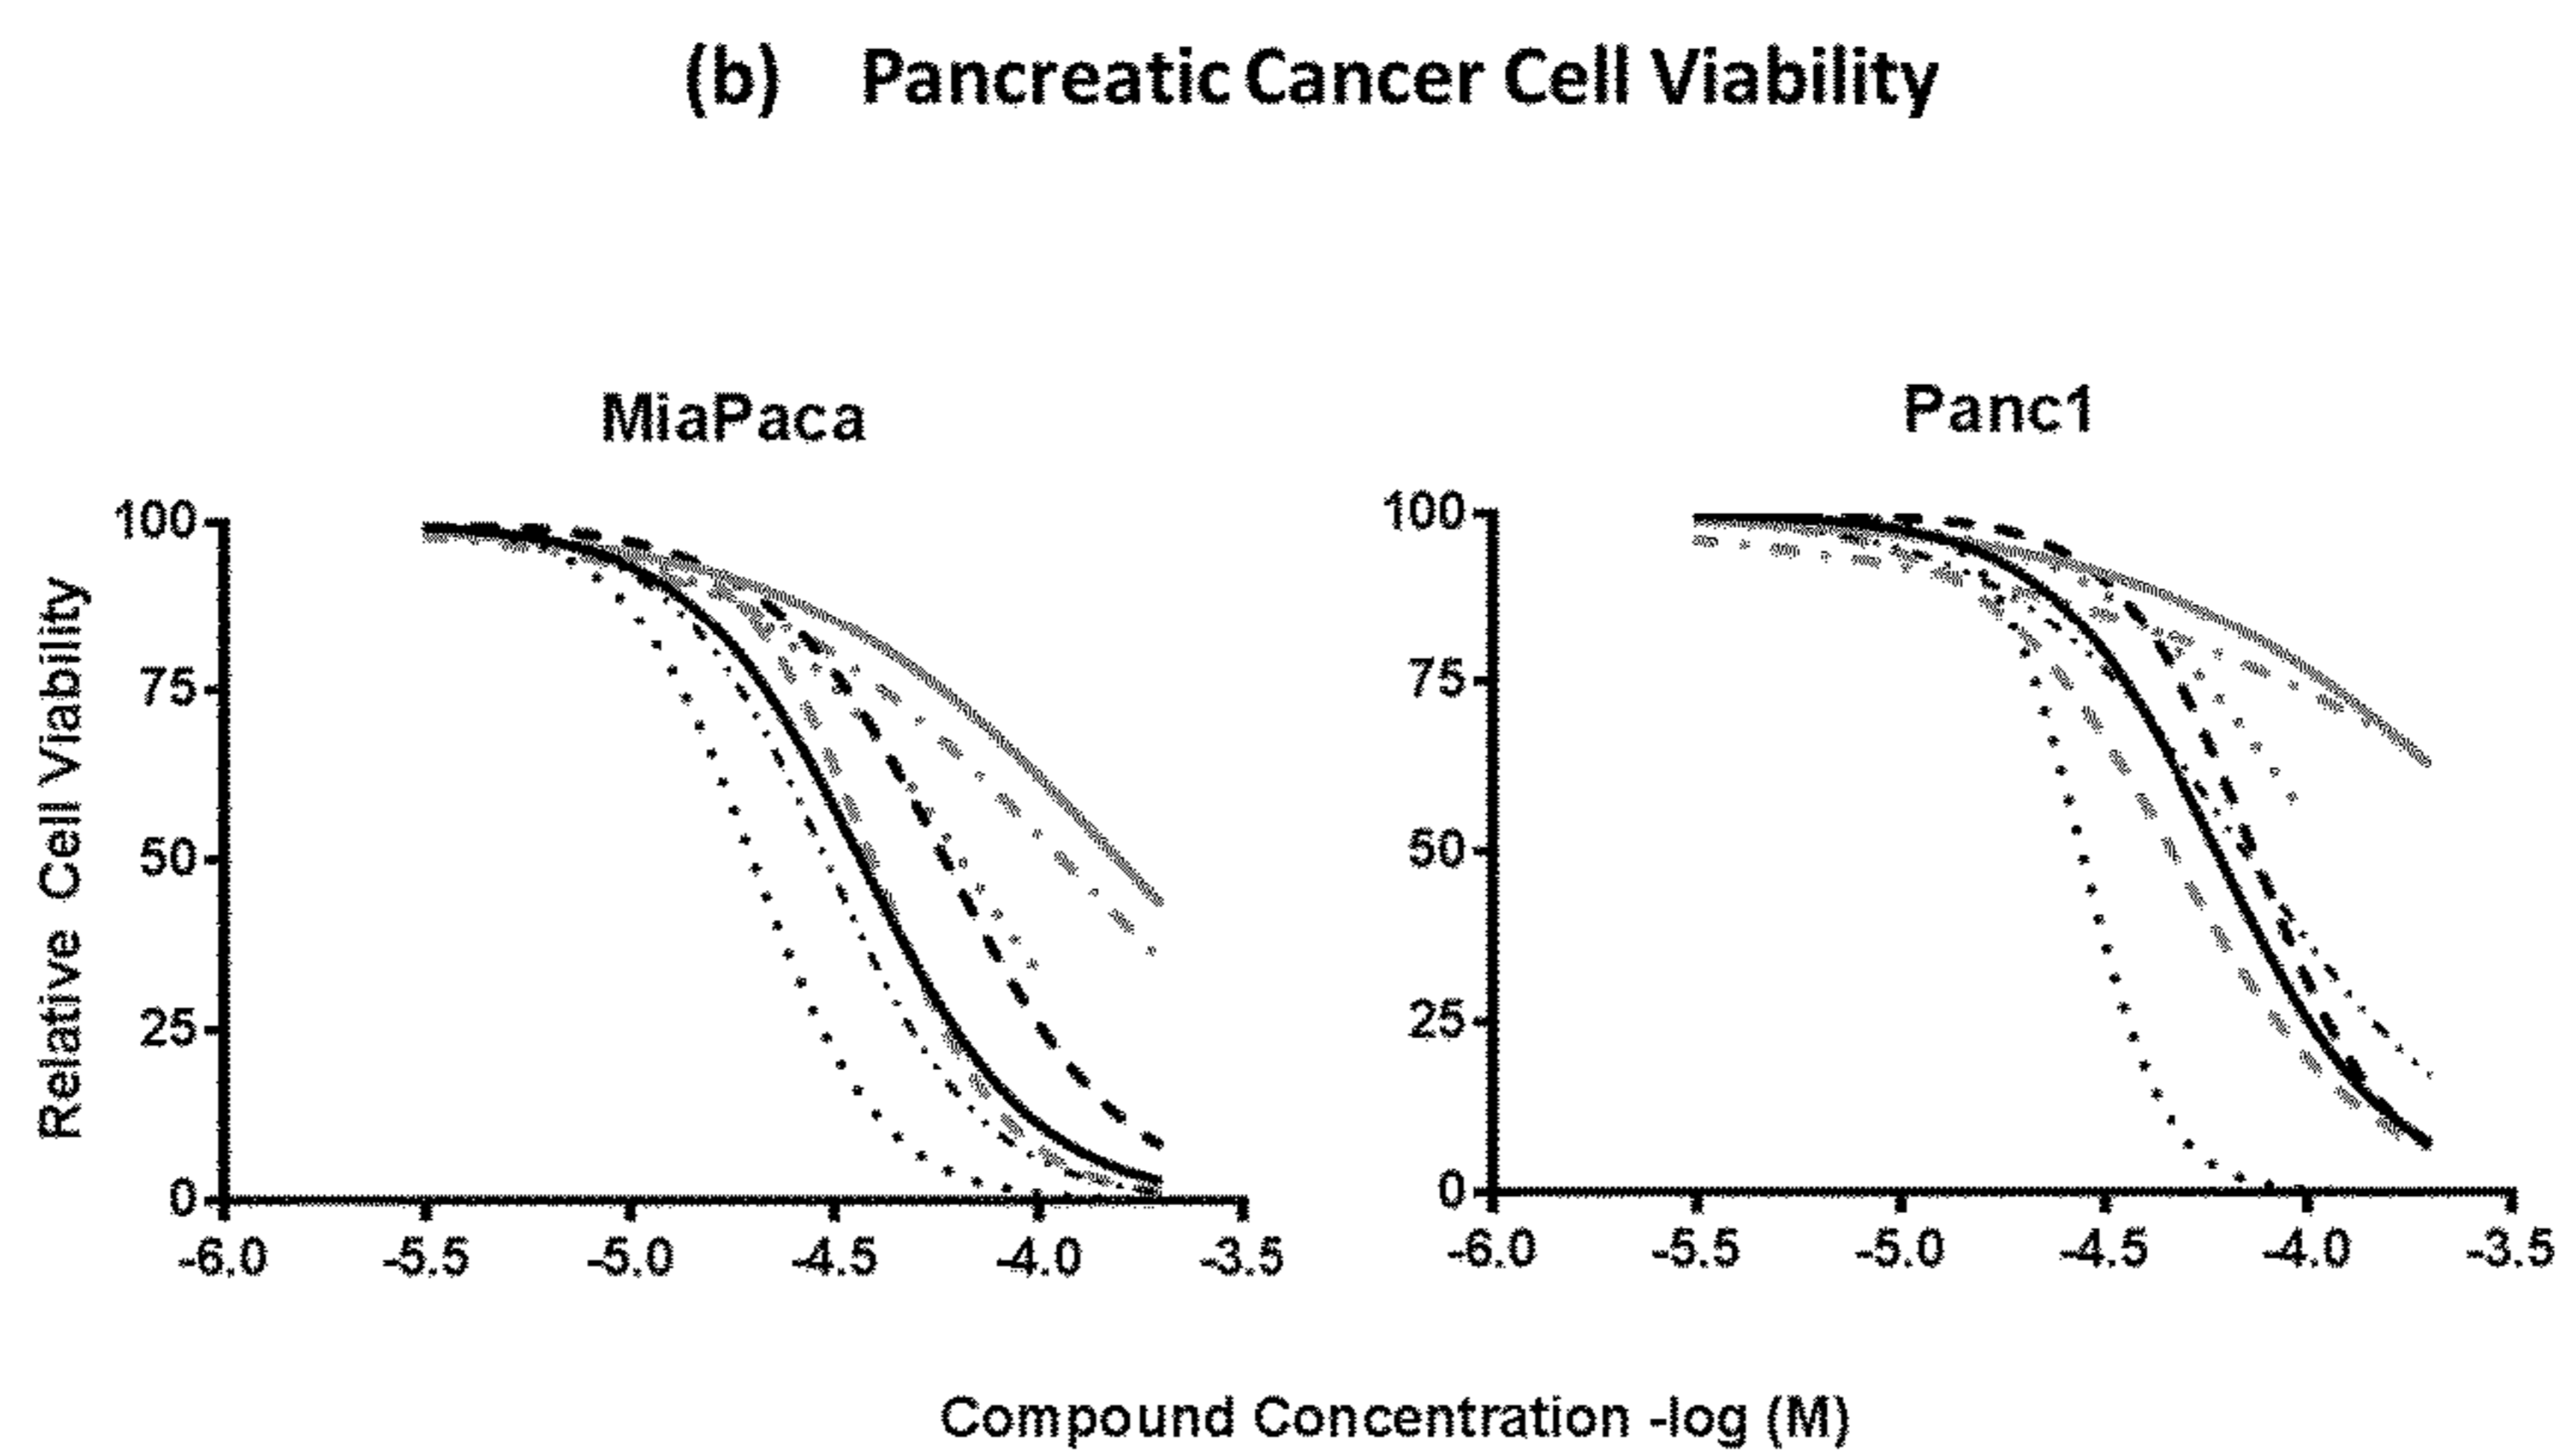 (b) Pancreatic Cancer Cell Viability
MiaPaca
Panc1
Relative Cell Viability
100
75
50
25
0
-6.0 -5.5 -5.0 -4.5 -4.0 -3.5
100
75
50
25
0
-6.0 -5.5 -5.0 -4.5 -4.0 -3.5
Compound Concentration -log (M)